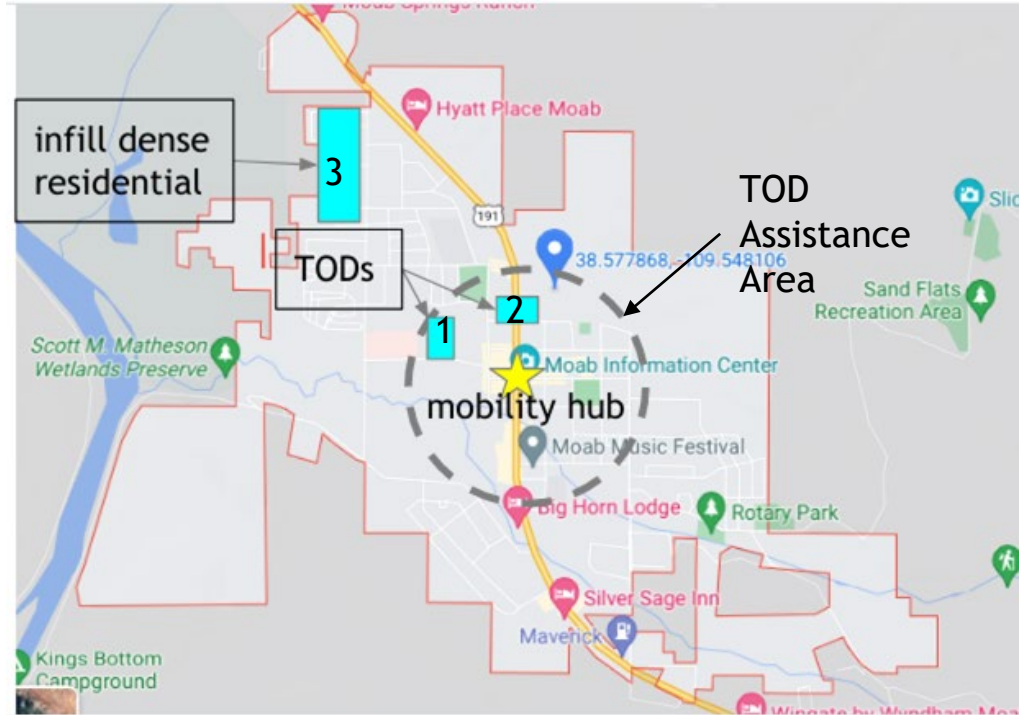 Moab Springs Ranch
Hyatt Place Moab
infill dense
residential
3
191
TOD
Assistance
Area
TODs
38.577868, -109.548106
Slic
Sand Flats
Recreation Area
2
1
Scott M. Matheson
Wetlands Preserve
Moab Information Center
mobility hub
Moab Music Festival
Big Horn Lodge
Rotary Park
Silver Sage Inn
Maverick
Kings Bottom
Campground
Wingate by Wyndham Moa